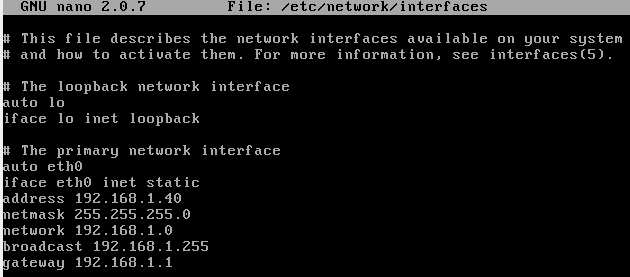 GNU nano 2.0.7 File: /etc/network/interfaces
# This file describes the network interfaces available on your system
# and how to activate them. For more information, see interfaces(5).
# The loopback network interface
auto lo
iface lo inet loopback
# The primary network interface
auto eth0
iface eth0 inet static
address 192.168.1.40
netmask 255.255.255.0
network 192.168.1.0
broadcast 192.168.1.255
gateway 192.168.1.1